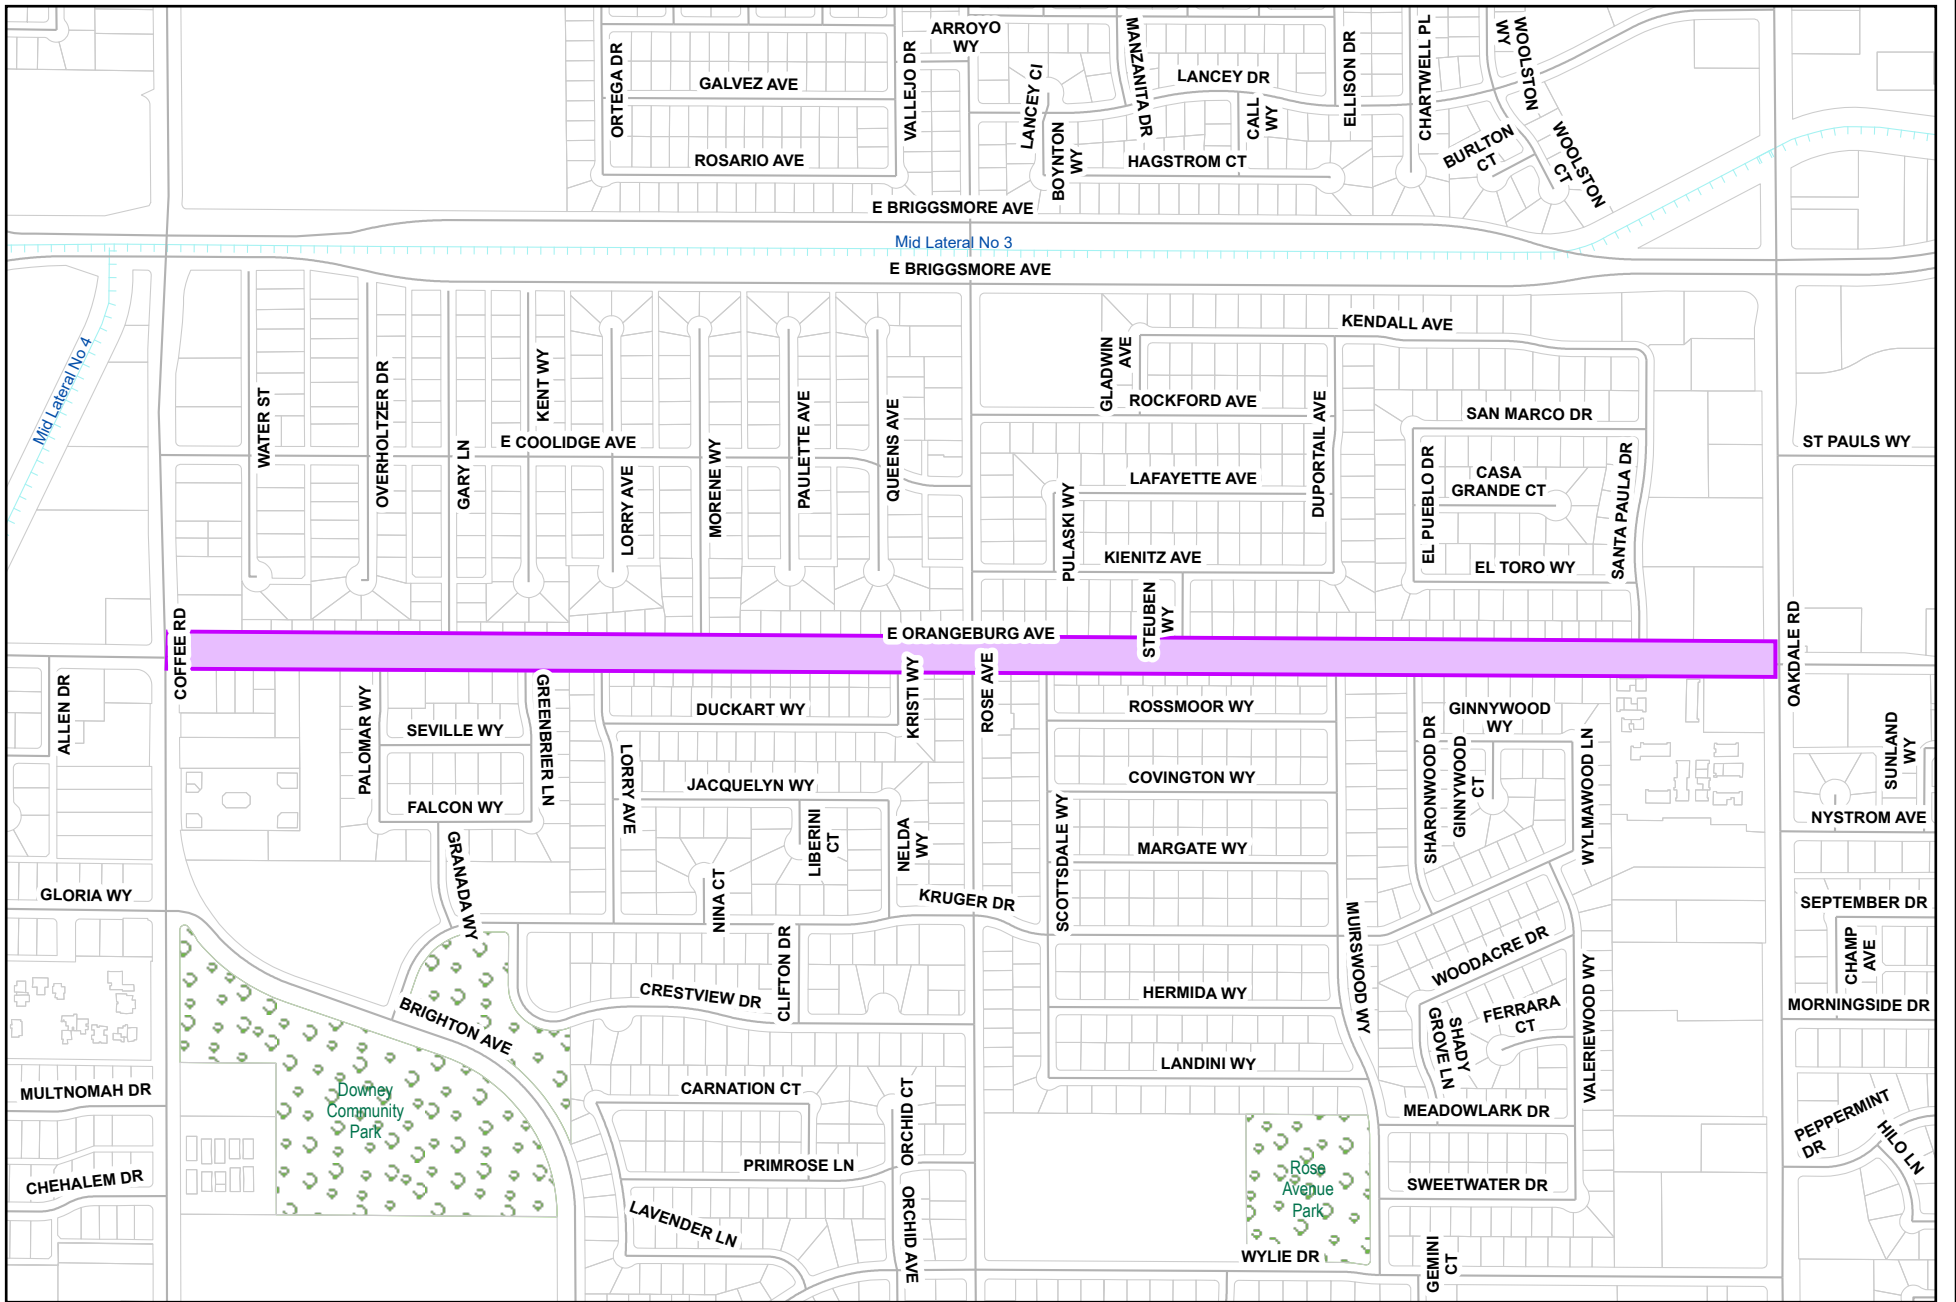 ARROYO
WY
ORTEGA DR
GALVEZ AVE
VALLEJO DR
ROSARIO AVE
LANCEY CI
BOYNTON
WY
MANZANITA DR
LANCEY DR
CALL
WY
HAGSTROM CT
ELLISON DR
CHARTWELL PL
WOOLSTON
WY
BURLTON
CT
WOOLSTON
CT
E BRIGGSMORE AVE
Mid Lateral No 3
E BRIGGSMORE AVE
Mid Lateral No 4
WATER ST
OVERHOLTZER DR
GARY LN
KENT WY
E COOLIDGE AVE
LORRY AVE
MORENE WY
PAULETTE AVE
QUEENS AVE
GLADWIN
AVE
KENDALL AVE
ROCKFORD AVE
DUPORTAIL AVE
SAN MARCO DR
LAFAYETTE AVE
PULASKI WY
KIENITZ AVE
STEUBEN
WY
EL PUEBLO DR
CASA
GRANDE CT
SANTA PAULA DR
EL TORO WY
ST PAULS WY
COFFEE RD
E ORANGEBURG AVE
OAKDALE RD
ALLEN DR
PALOMAR WY
SEVILLE WY
GREENBRIER LN
FALCON WY
GRANADA WY
LORRY AVE
DUCKART WY
KRISTI WY
ROSE AVE
JACQUELYN WY
LIBERINI
CT
NELDA
WY
NINA CT
KRUGER DR
CLIFTON DR
CRESTVIEW DR
ROSSMOOR WY
COVINGTON WY
SCOTTSDALE WY
MARGATE WY
HERMIDA WY
LANDINI WY
MUIRSWOOD WY
SHARONWOOD DR
GINNYWOOD
WY
GINNYWOOD
CT
WYLMAWOOD LN
WOODACRE DR
VALERIEWOOD WY
FERRARA
CT
SHADY
GROVE LN
MEADOWLARK DR
SWEETWATER DR
GEMINI
CT
WYLIE DR
Rose
Avenue
Park
SUNLAND
WY
NYSTROM AVE
SEPTEMBER DR
CHAMP
AVE
MORNINGSIDE DR
PEPPERMINT
DR
HILO LN
GLORIA WY
BRIGHTON AVE
Downey
Community
Park
MULTNOMAH DR
CHEHALEM DR
CARNATION CT
ORCHID CT
PRIMROSE LN
LAVENDER LN
ORCHID AVE